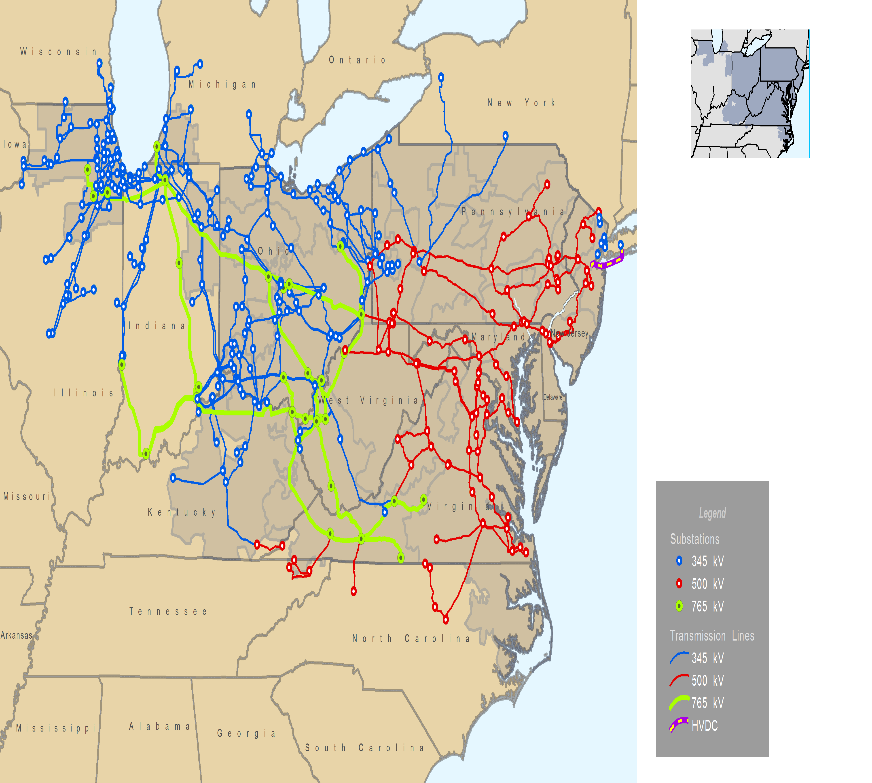 Wisconsin
Michigan
Ontario
New York
Iowa
Pennsylvania
Ohio
Indiana
Maryland
New Jersey
Illinois
West Virginia
Delaware
Missouri
Kentucky
Virginia
Tennessee
Arkansas
North Carolina
Mississippi
Alabama
Georgia
South Carolina
Legend
Substations
345 kV
500 kV
765 kV
Transmission Lines
345 kV
500 kV
765 kV
HVDC